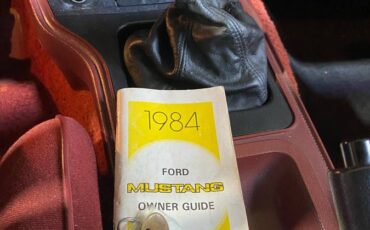 1984
FORD
MUSTANG
OWNER GUIDE